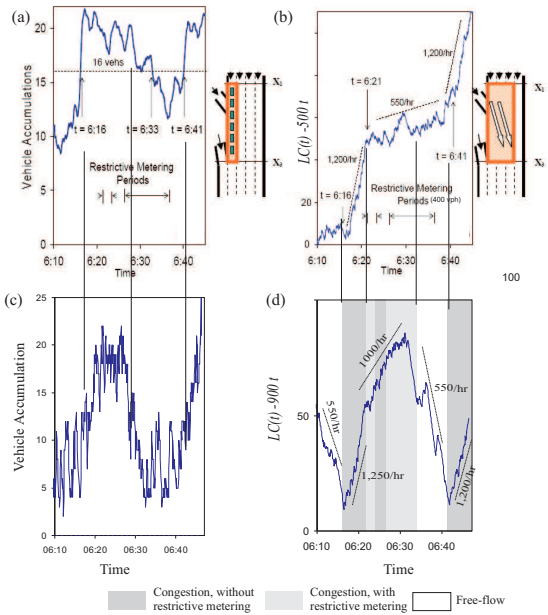 (a)
Vehicle Accumulations
20
15
10
5
0
16 vehs
t = 6:16
t = 6:33
t = 6:41
Restrictive Metering
Periods
6:10
6:20
6:30
6:40
Time
(b)
LC(t) -500t
20
0
t = 6:21
550/hr
1,200/hr
1,200/hr
t = 6:16
t = 6:41
Restrictive Metering
Periods (400 vph)
6:10
6:20
6:30
6:40
Time
100
(c)
Vehicle Accumulation
25
20
15
10
5
0
06:10
06:20
06:30
06:40
Time
(d)
LC(t) -900 t
50
0
550/hr
1000/hr
1,250/hr
550/hr
1,200/hr
06:10
06:20
06:30
06:40
Time
Congestion, without
restrictive metering
Congestion, with
restrictive metering
Free-flow